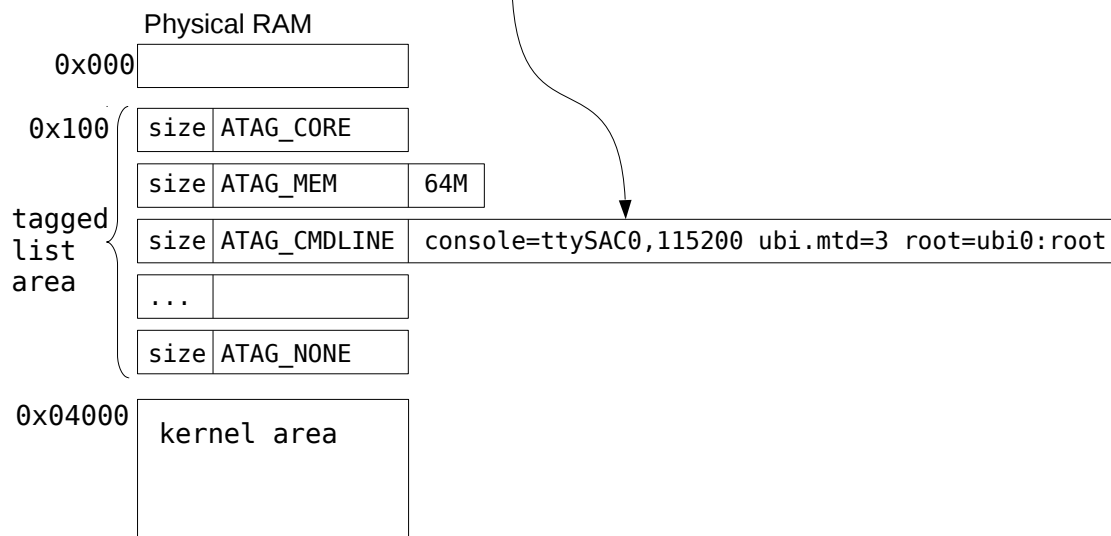 Physical RAM
0x000
0x100 size ATAG_CORE
size ATAG_MEM 64M
tagged
list
area
size ATAG_CMDLINE console=ttySAC0,115200 ubi.mtd=3 root=ubi0:root
...
size ATAG_NONE
0x04000
kernel area